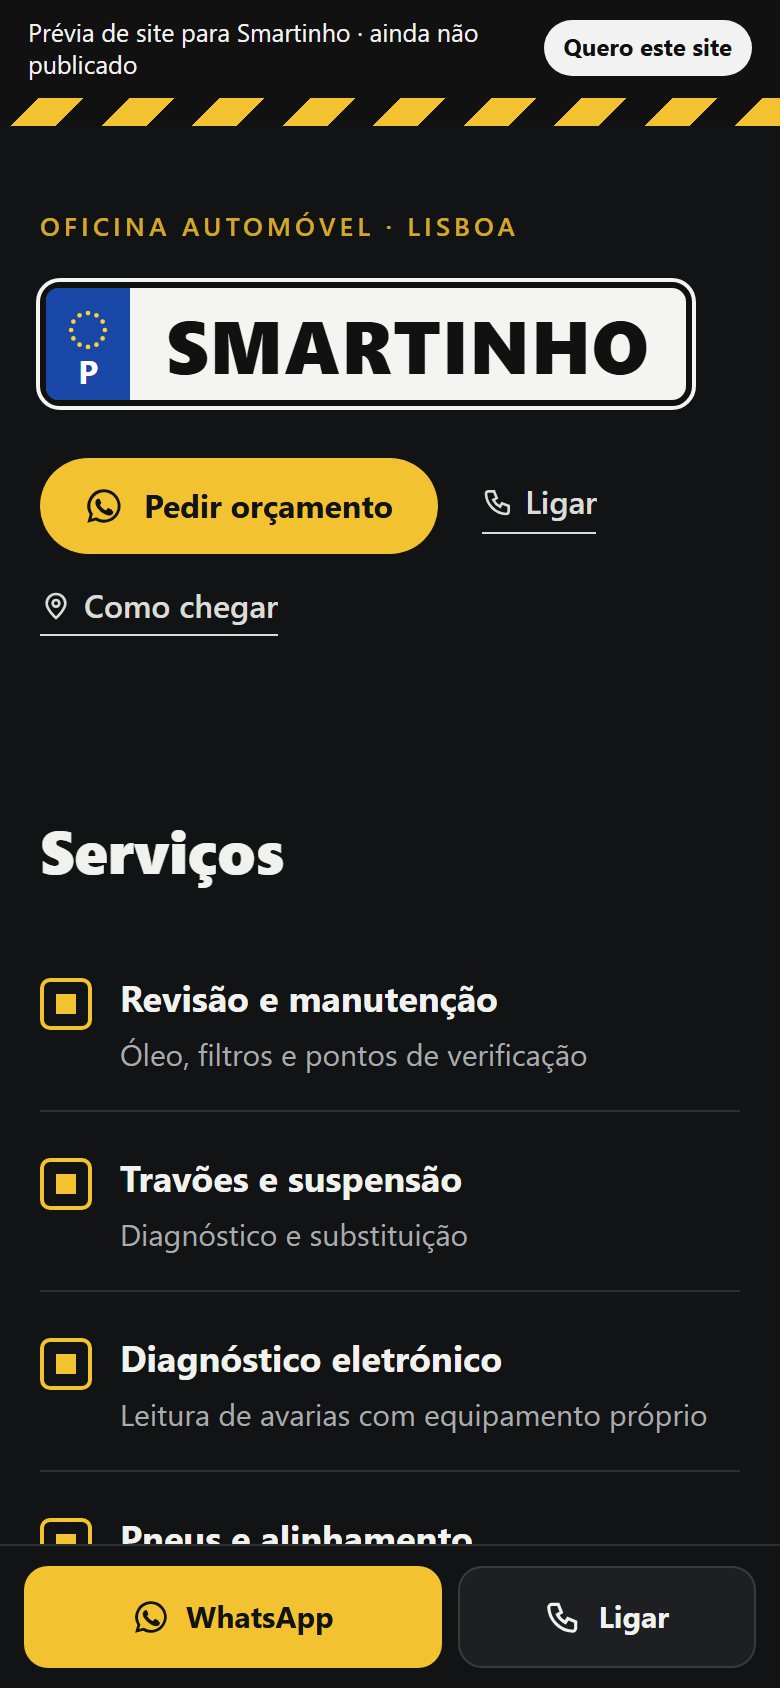 Prévia de site para Smartinho · ainda não
publicado
Quero este site
OFICINA AUTOMÓVEL · LISBOA
P
SMARTINHO
Pedir orçamento
Ligar
Como chegar
Serviços
Revisão e manutenção
Óleo, filtros e pontos de verificação
Travões e suspensão
Diagnóstico e substituição
Diagnóstico eletrónico
Leitura de avarias com equipamento próprio
Pneus e alinhamento
WhatsApp
Ligar